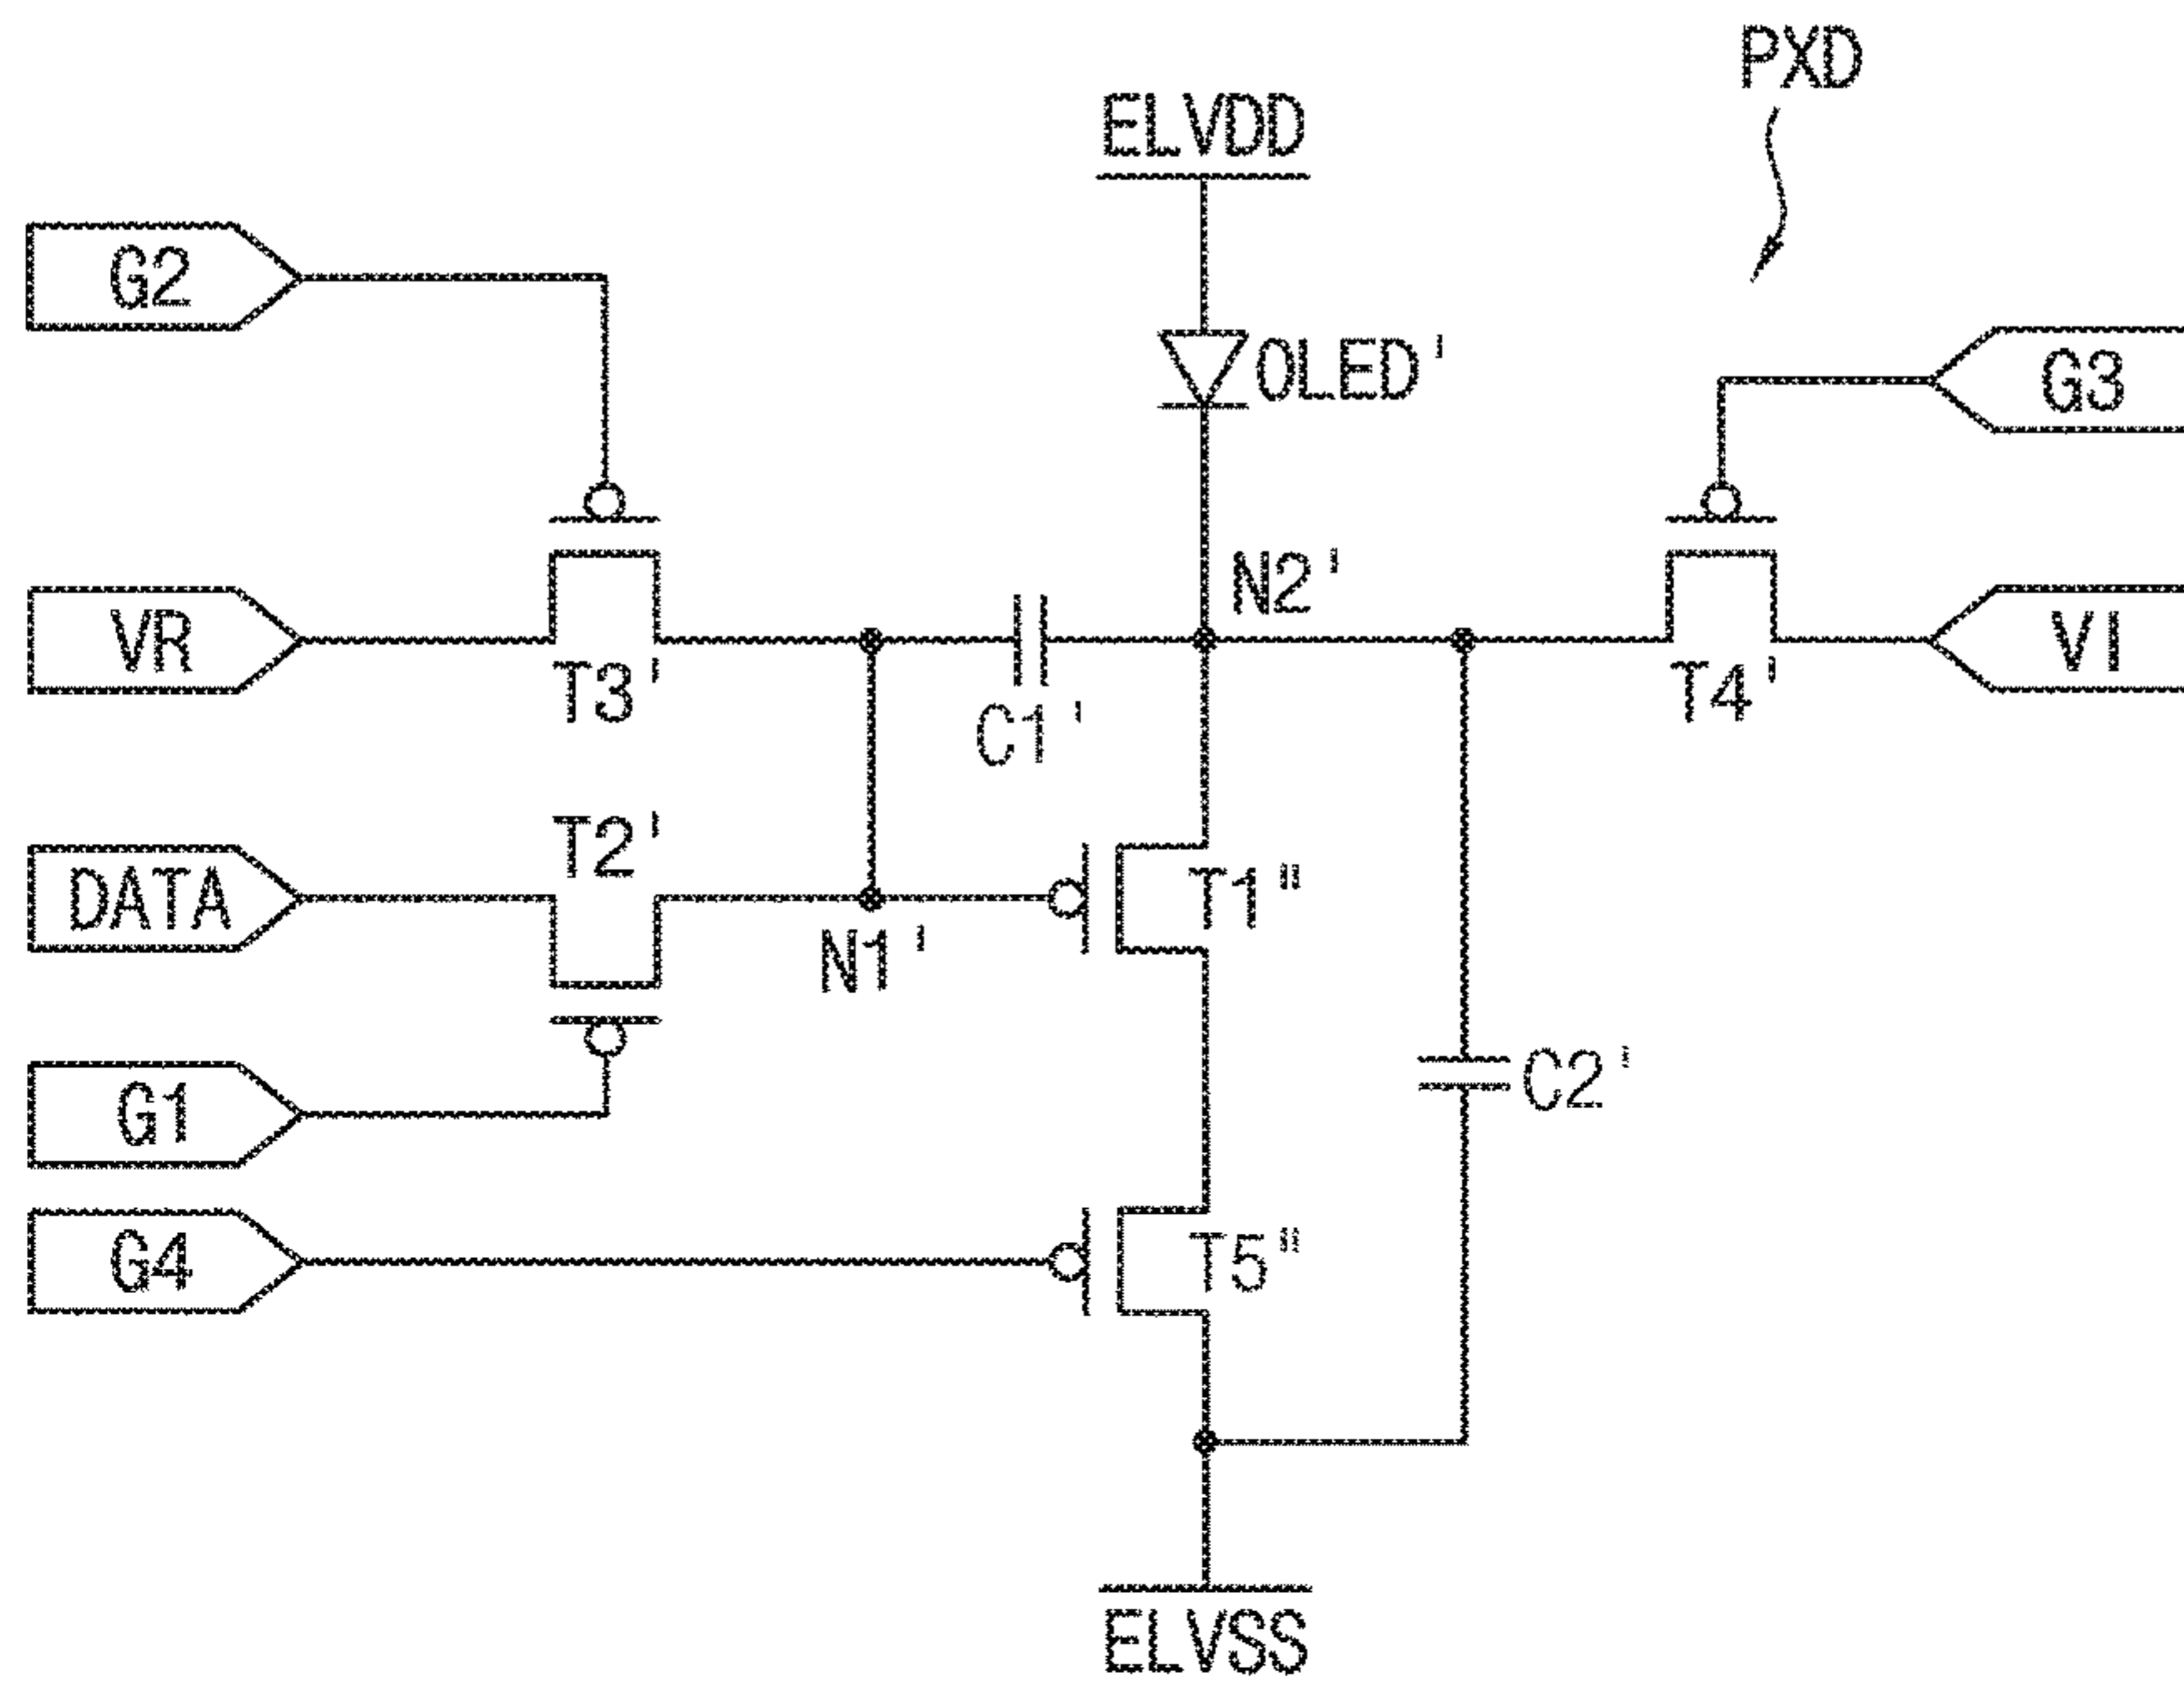 PXD
ELVDD
G2
OLED'
G3
N2'
VR
T3'
C1'
T4'
VI
T2'
DATA
T1"
N1'
C2'
G1
G4
T5"
ELVSS